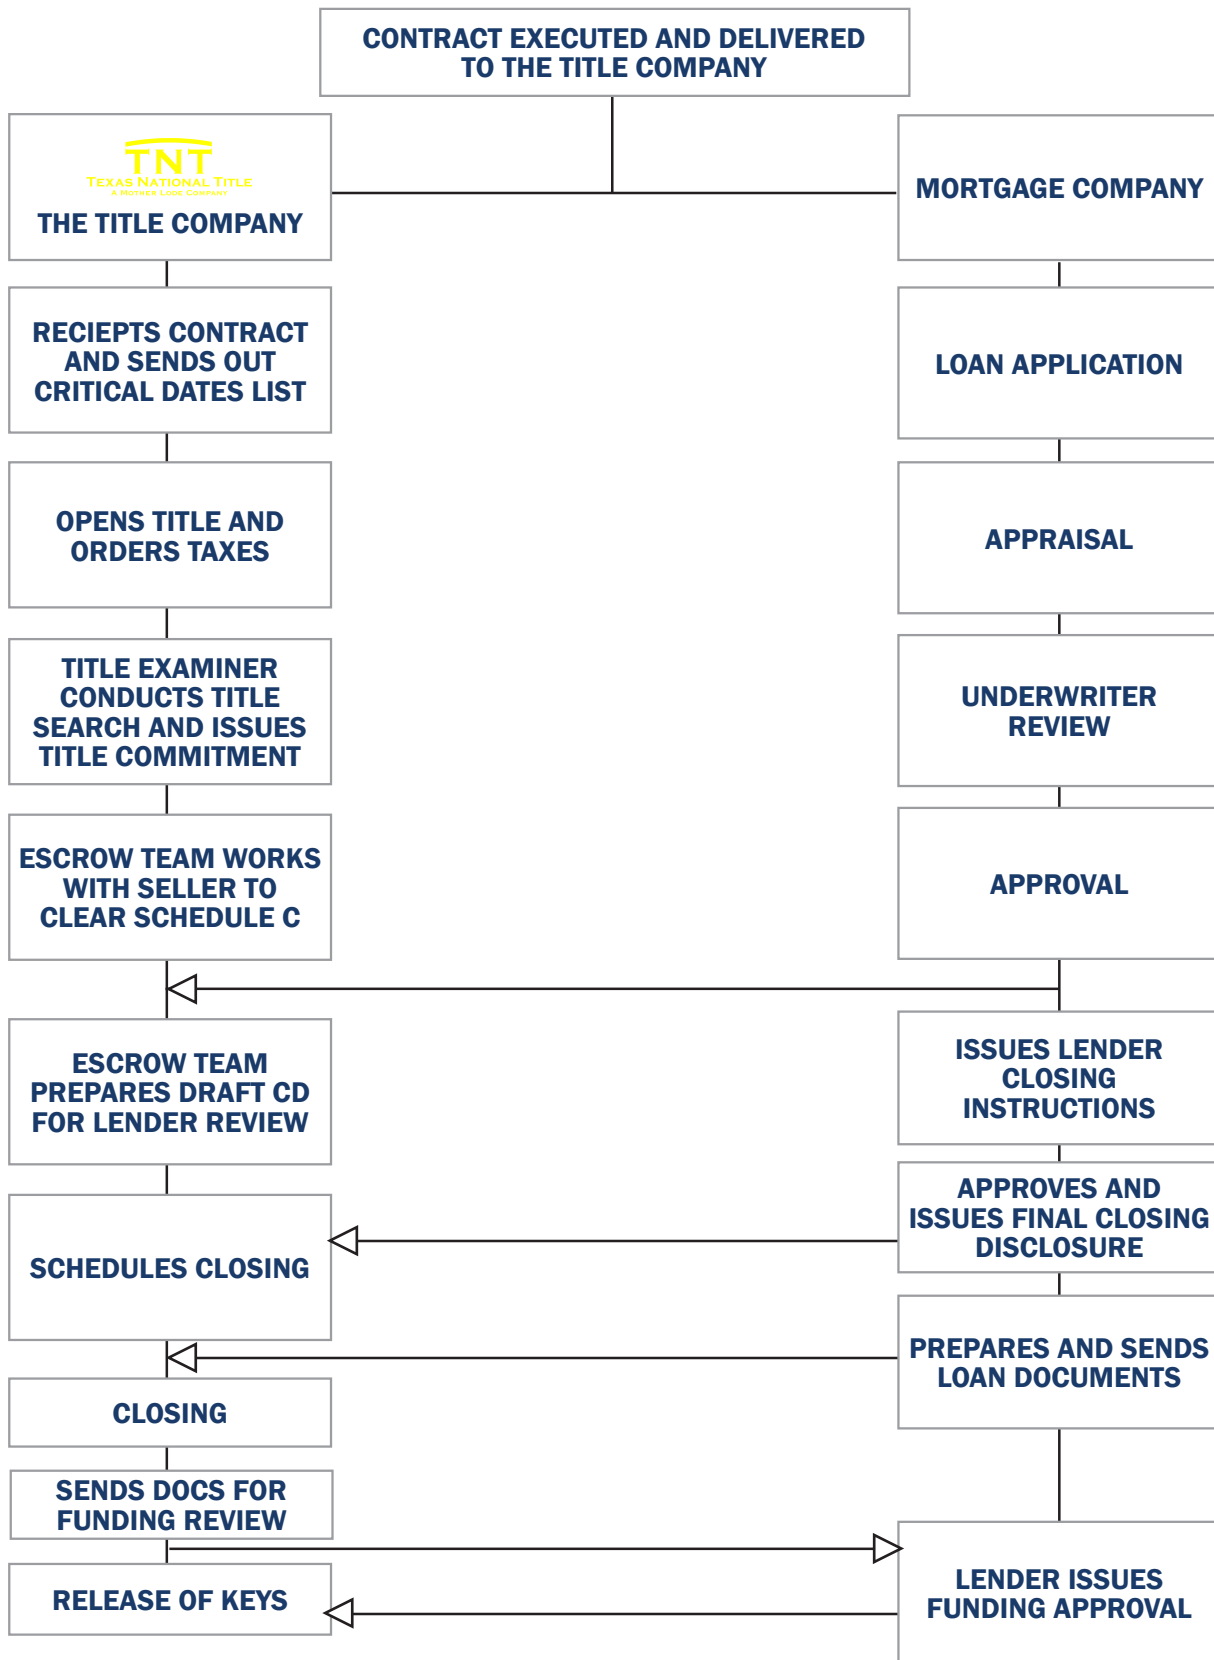 CONTRACT EXECUTED AND DELIVERED
TO THE TITLE COMPANY
TNT
TEXAS NATIONAL TITLE
A MOTHER LODE COMPANY
THE TITLE COMPANY
RECIEPTS CONTRACT
AND SENDS OUT
CRITICAL DATES LIST
OPENS TITLE AND
ORDERS TAXES
TITLE EXAMINER
CONDUCTS TITLE
SEARCH AND ISSUES
TITLE COMMITMENT
ESCROW TEAM WORKS
WITH SELLER TO
CLEAR SCHEDULE C
ESCROW TEAM
PREPARES DRAFT CD
FOR LENDER REVIEW
SCHEDULES CLOSING
CLOSING
SENDS DOCS FOR
FUNDING REVIEW
RELEASE OF KEYS
MORTGAGE COMPANY
LOAN APPLICATION
APPRAISAL
UNDERWRITER
REVIEW
APPROVAL
ISSUES LENDER
CLOSING
INSTRUCTIONS
APPROVES AND
ISSUES FINAL CLOSING
DISCLOSURE
PREPARES AND SENDS
LOAN DOCUMENTS
LENDER ISSUES
FUNDING APPROVAL